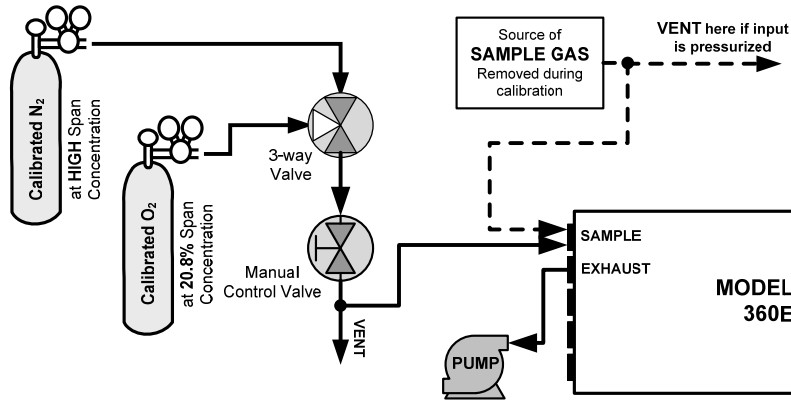 Calibrated N2
at HIGH Span
Concentration
Calibrated O2
at 20.8% Span
Concentration
3-way
Valve
Manual
Control Valve
VENT
Source of
SAMPLE GAS
Removed during
calibration
VENT here if input
is pressurized
SAMPLE
EXHAUST
MODEL
360E
PUMP